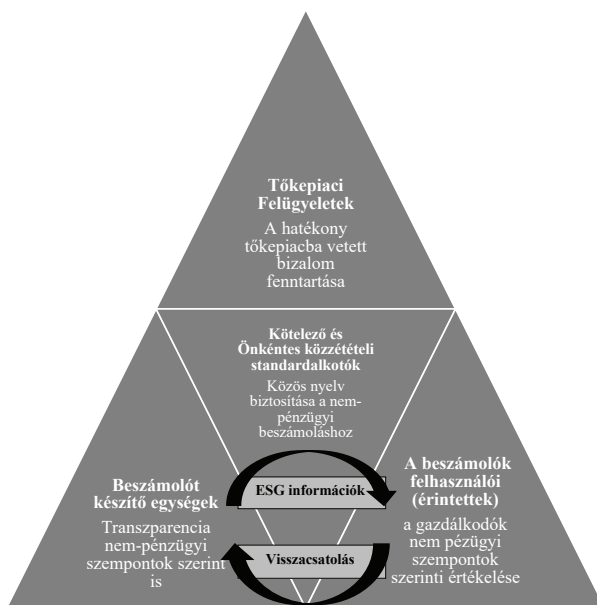 Tőkepiaci
Felügyeletek
A hatékony
tőkepiacba vetett
bizalom
fenntartása
Kötelező és
Önkéntes közzétételi
standardalkotók
Közös nyelv
biztosítása a nem-
pénzügyi
beszámoláshoz
Beszámolót
készítő egységek
Transzparencia
nem-pénzügyi
szempontok szerint
is
ESG információk
Visszacsatolás
A beszámolók
felhasználói
(érintettek)
a gazdálkodók
nem pézügyi
szempontok
szerinti értékelése